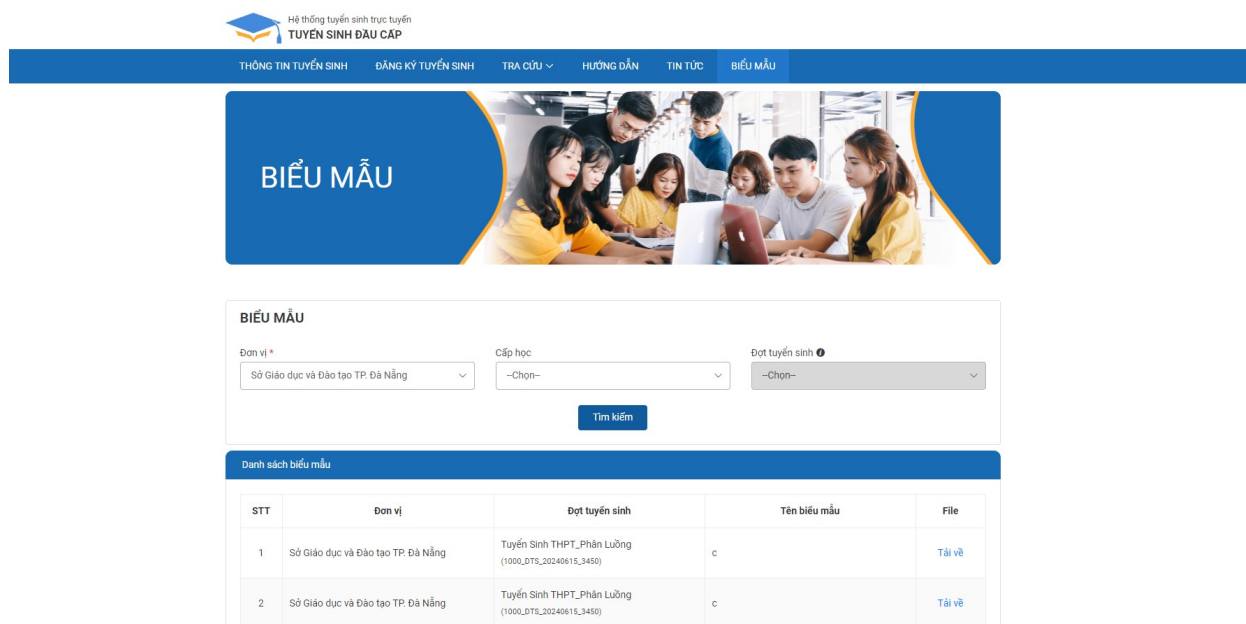 Hệ thống tuyển sinh trực tuyến
TUYỂN SINH ĐẦU CẤP
THÔNG TIN TUYỂN SINH ĐĂNG KÝ TUYỂN SINH TRA CỨU HƯỚNG DẪN TIN TỨC BIỂU MẪU
BIỂU MẪU
BIỂU MẪU
Đơn vị * Cấp học Đợt tuyển sinh
Sở Giáo dục và Đào tạo TP. Đà Nẵng --Chọn-- --Chọn--
Tìm kiếm
Danh sách biểu mẫu
STT Đơn vị Đợt tuyển sinh Tên biểu mẫu File
1 Sở Giáo dục và Đào tạo TP. Đà Nẵng Tuyển Sinh THPT_Phân Luồng c Tải về
(1000_DTS_20240615_3450)
2 Sở Giáo dục và Đào tạo TP. Đà Nẵng Tuyển Sinh THPT_Phân Luồng c Tải về
(1000_DTS_20240615_3450)